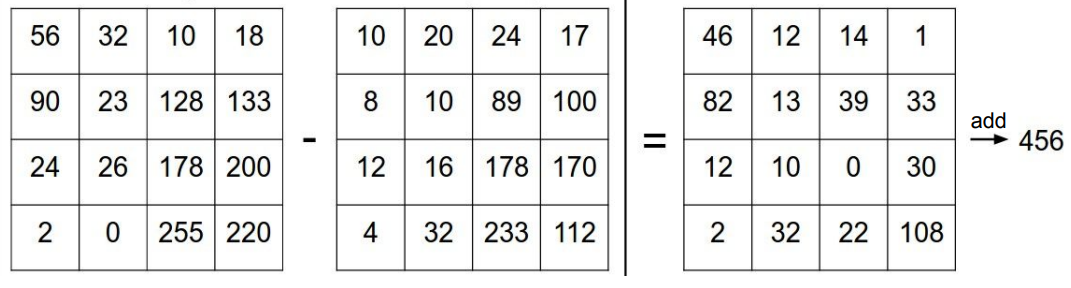 56 32 10 18 10 20 24 17 46 12 14 1
90 23 128 133 8 10 89 100 82 13 39 33
add
- = 456
24 26 178 200 12 16 178 170 12 10 0 30
2 0 255 220 4 32 233 112 2 32 22 108